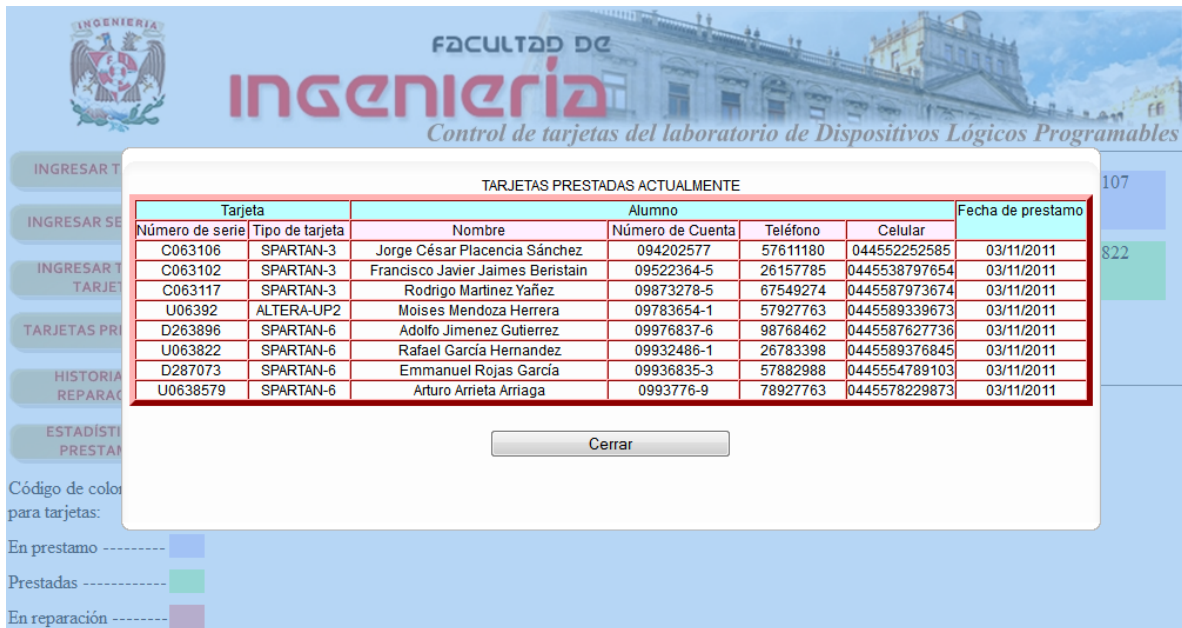 INGENIERIA
FACULTAD DE
INGENIERÍA
Control de tarjetas del laboratorio de Dispositivos Lógicos Programables
INGRESAR T
INGRESAR SE
INGRESAR T
TARJET
TARJETAS PRE
HISTORIA
REPARAC
ESTADÍSTI
PRESTAM
107
822
TARJETAS PRESTADAS ACTUALMENTE
Tarjeta Alumno Fecha de prestamo
Número de serie Tipo de tarjeta Nombre Número de Cuenta Teléfono Celular
C063106 SPARTAN-3 Jorge César Placencia Sánchez 094202577 57611180 044552252585 03/11/2011
C063102 SPARTAN-3 Francisco Javier Jaimes Beristain 09522364-5 26157785 0445538797654 03/11/2011
C063117 SPARTAN-3 Rodrigo Martinez Yañez 09873278-5 67549274 0445587973674 03/11/2011
U06392 ALTERA-UP2 Moises Mendoza Herrera 09783654-1 57927763 0445589339673 03/11/2011
D263896 SPARTAN-6 Adolfo Jimenez Gutierrez 09976837-6 98768462 0445587627736 03/11/2011
U063822 SPARTAN-6 Rafael García Hernandez 09932486-1 26783398 0445589376845 03/11/2011
D287073 SPARTAN-6 Emmanuel Rojas García 09936835-3 57882988 0445554789103 03/11/2011
U0638579 SPARTAN-6 Arturo Arrieta Arriaga 0993776-9 78927763 0445578229873 03/11/2011
Cerrar
Código de color
para tarjetas:
En prestamo ---------
Prestadas ------------
En reparación --------